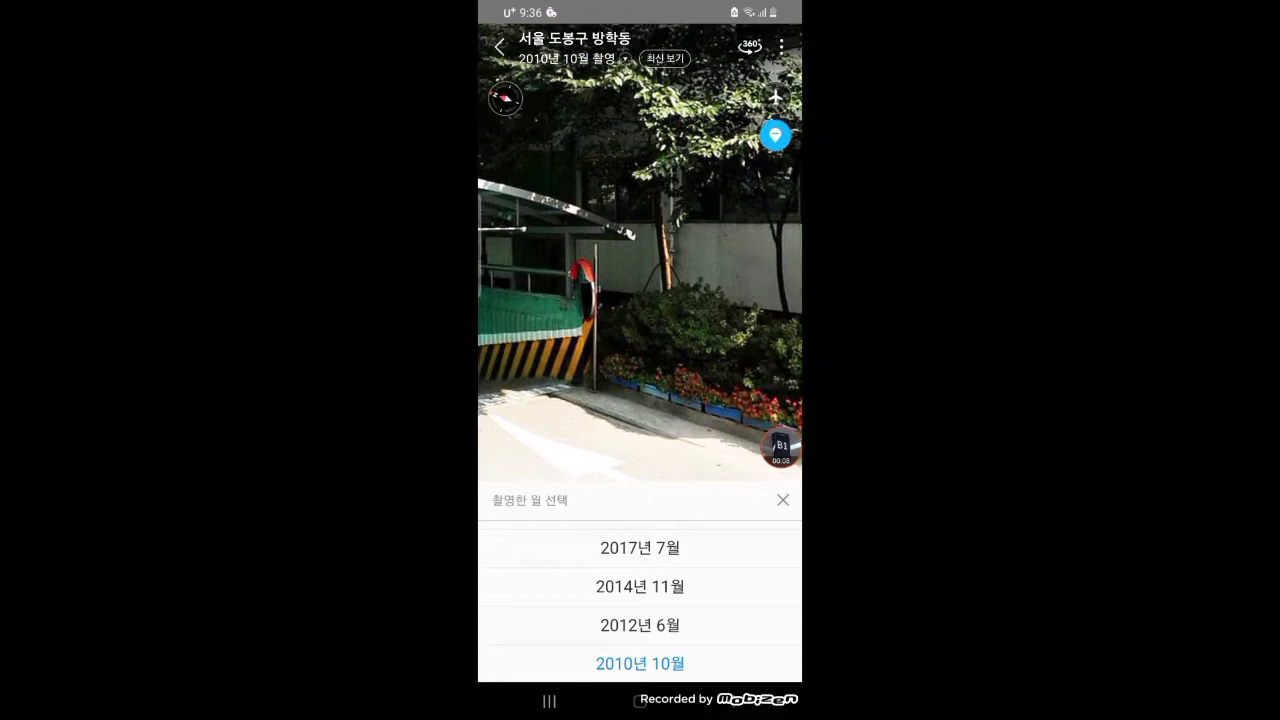 U+ 9:36
서울 도봉구 방학동
2010년 10월 촬영
최신 보기
360°
N
B1
00:08
촬영한 월 선택
2017년 7월
2014년 11월
2012년 6월
2010년 10월
Recorded by mobizen